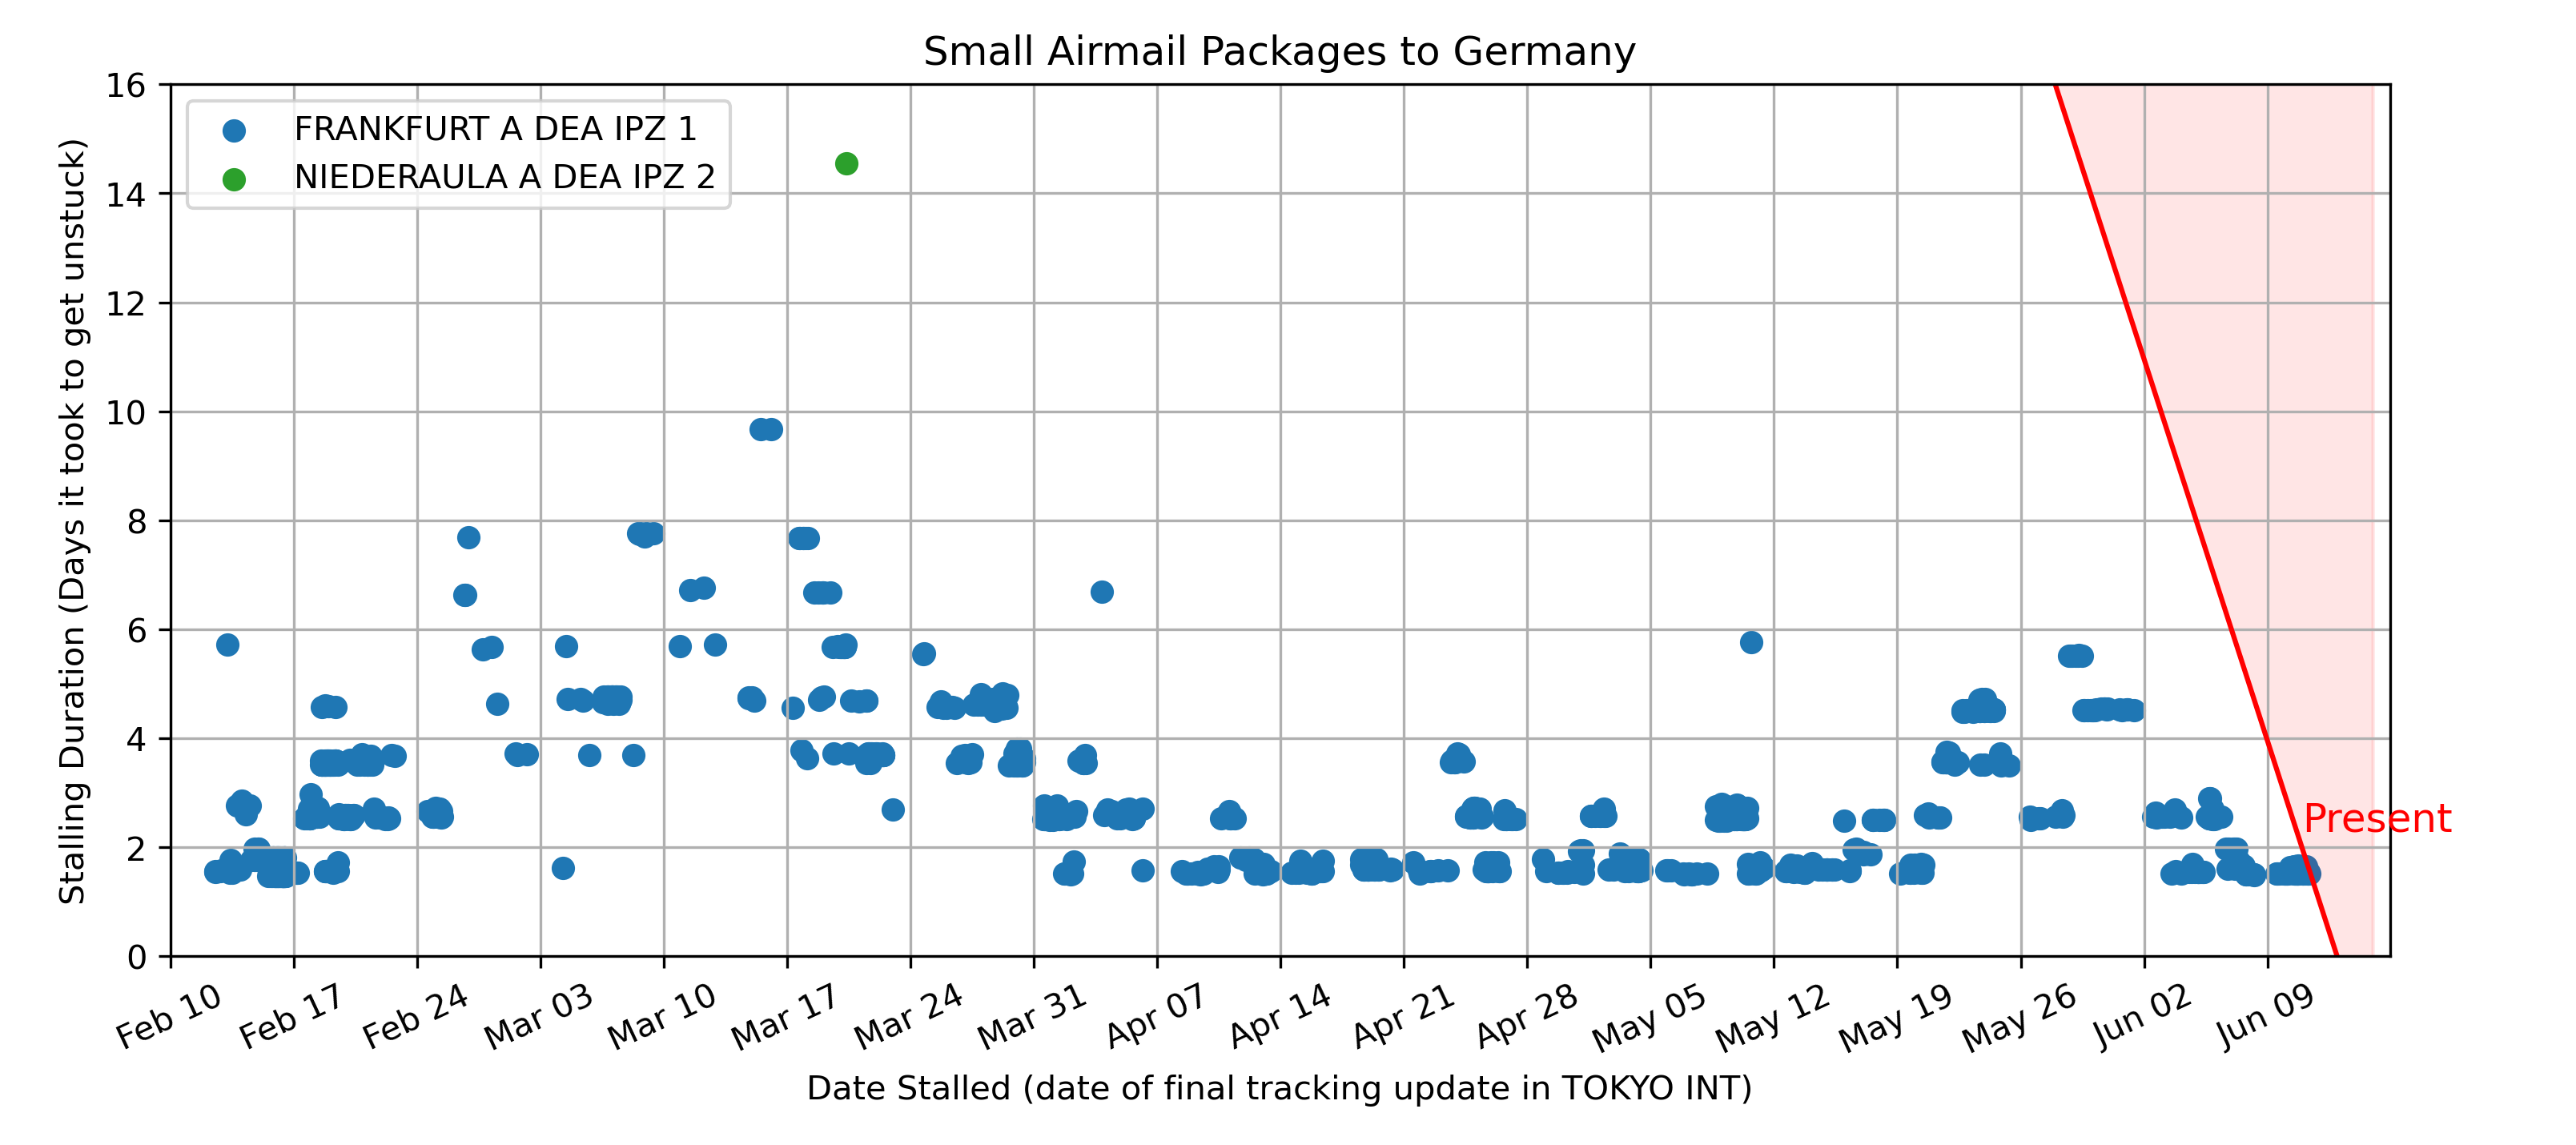 Small Airmail Packages to Germany
FRANKFURT A DEA IPZ 1
NIEDERAULA A DEA IPZ 2
Stalling Duration (Days it took to get unstuck)
16
14
12
10
8
6
4
2
0
Present
Feb 10
Feb 17
Feb 24
Mar 03
Mar 10
Mar 17
Mar 24
Mar 31
Apr 07
Apr 14
Apr 21
Apr 28
May 05
May 12
May 19
May 26
Jun 02
Jun 09
Date Stalled (date of final tracking update in TOKYO INT)